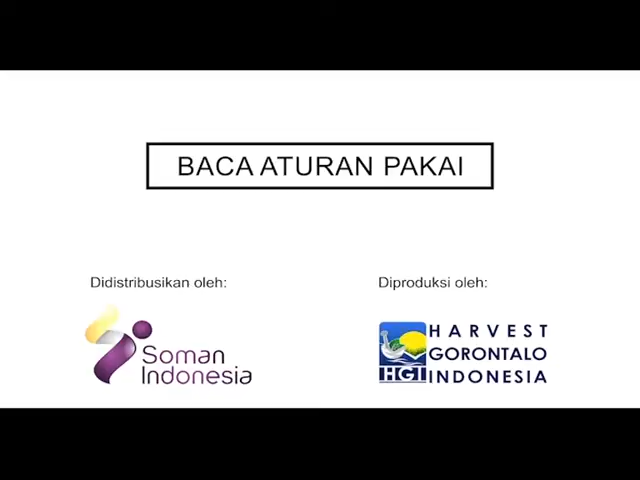 BACA ATURAN PAKAI
Didistribusikan oleh:
Soman
Indonesia
Diproduksi oleh:
HGI
HARVEST
GORONTALO
INDONESIA